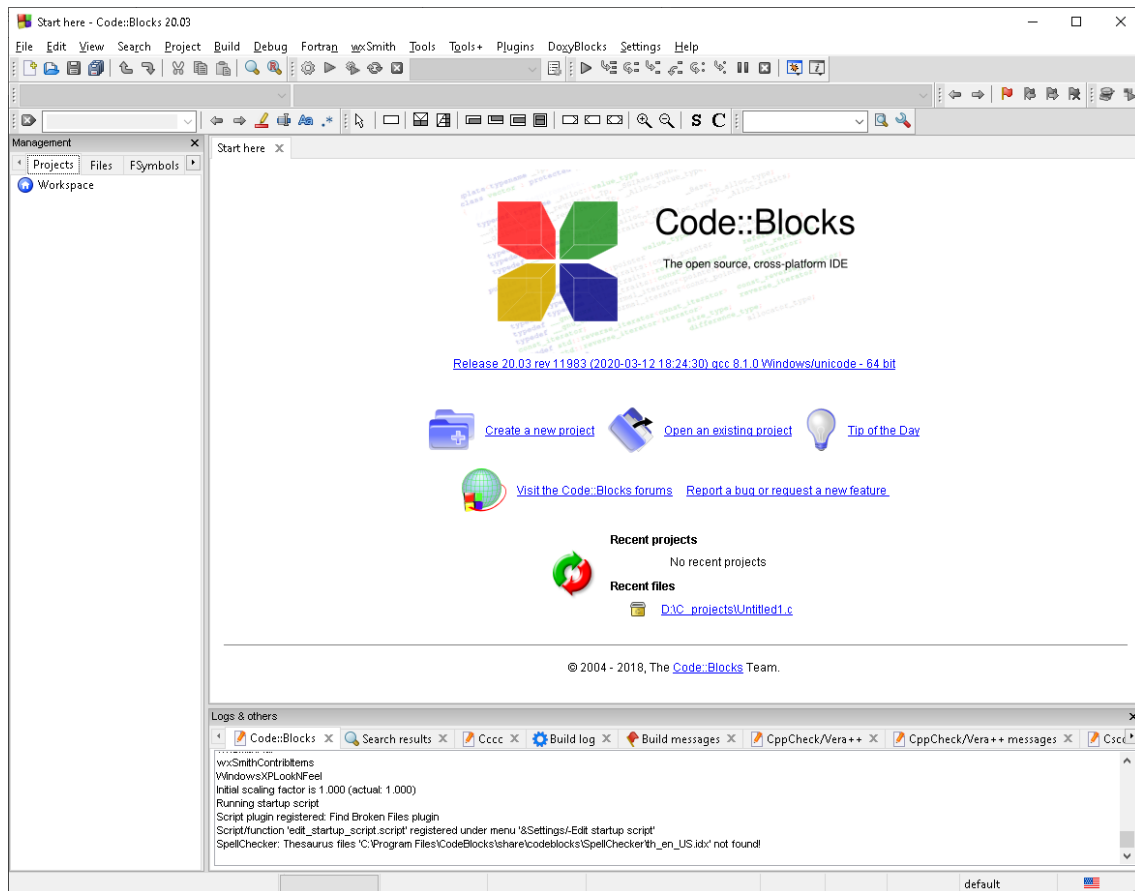 Start here - Code::Blocks 20.03
File Edit View Search Project Build Debug Fortran wxSmith Tools Tools+ Plugins DoxyBlocks Settings Help
S C
Management
Projects Files FSymbols
Workspace
Start here
Code::Blocks
The open source, cross-platform IDE
Release 20.03 rev 11983 (2020-03-12 18:24:30) gcc 8.1.0 Windows/unicode - 64 bit
Create a new project Open an existing project Tip of the Day
Visit the Code::Blocks forums Report a bug or request a new feature
Recent projects
No recent projects
Recent files
D:\C_projects\Untitled1.c
© 2004 - 2018, The Code::Blocks Team.
Logs & others
Code::Blocks Search results Cccc Build log Build messages CppCheck/Vera++ CppCheck/Vera++ messages
wxSmithContribItems
WindowsXPLookNFeel
Initial scaling factor is 1.000 (actual: 1.000)
Running startup script
Script plugin registered: Find Broken Files plugin
Script/function 'edit_startup_script.script' registered under menu '&Settings/-Edit startup script'
SpellChecker: Thesaurus files 'C:\Program Files\CodeBlocks\share\codeblocks\SpellChecker\th_en_US.idx' not found!
default